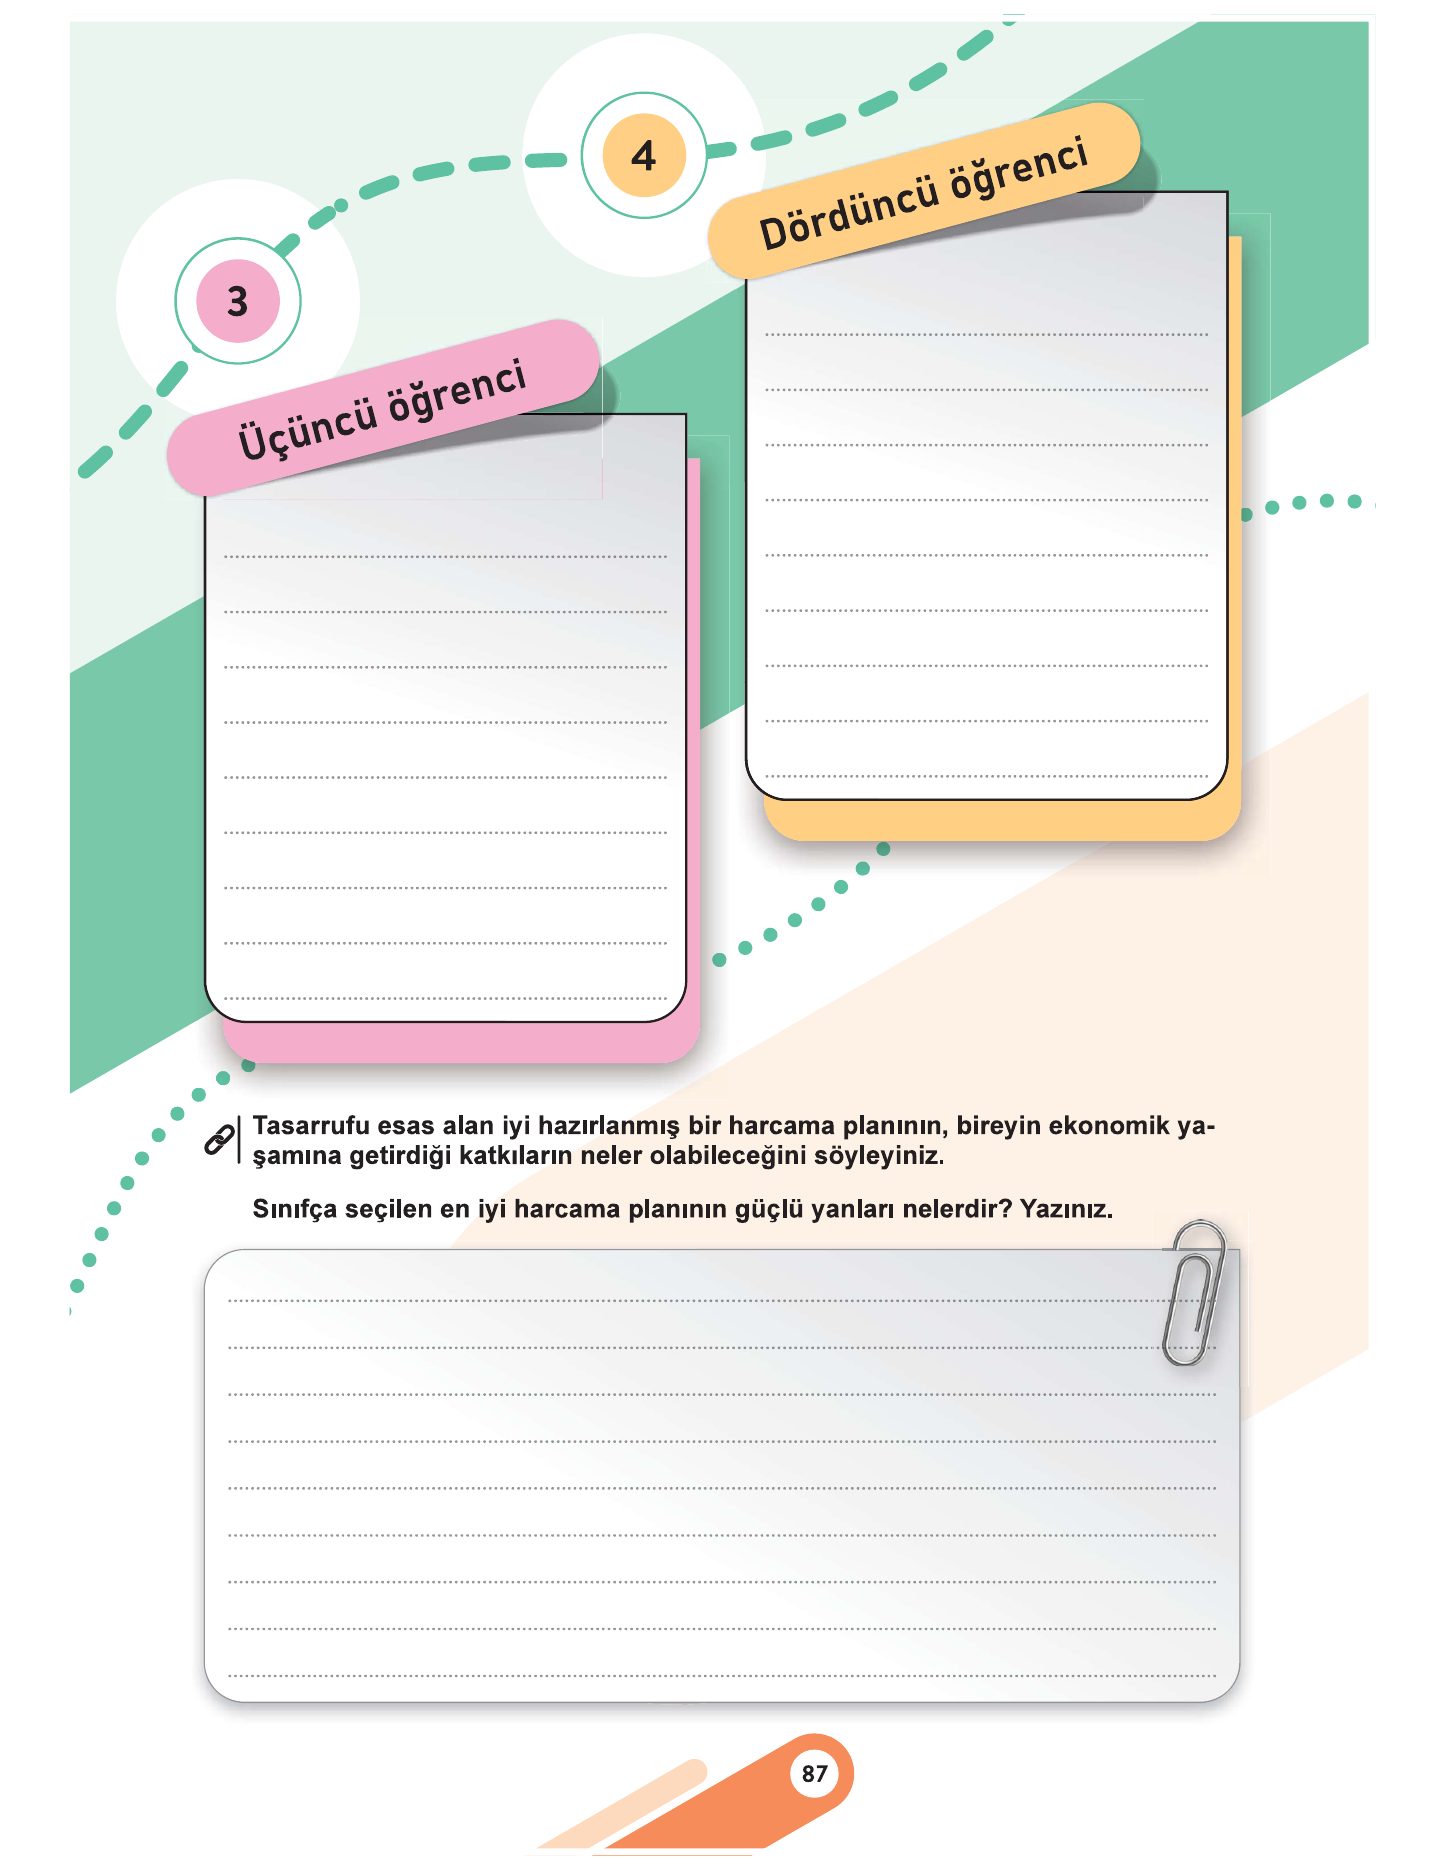 4
Dördüncü öğrenci
3
Üçüncü öğrenci
Tasarrufu esas alan iyi hazırlanmış bir harcama planının, bireyin ekonomik ya-
şamına getirdiği katkıların neler olabileceğini söyleyiniz.
Sınıfça seçilen en iyi harcama planının güçlü yanları nelerdir? Yazınız.
87